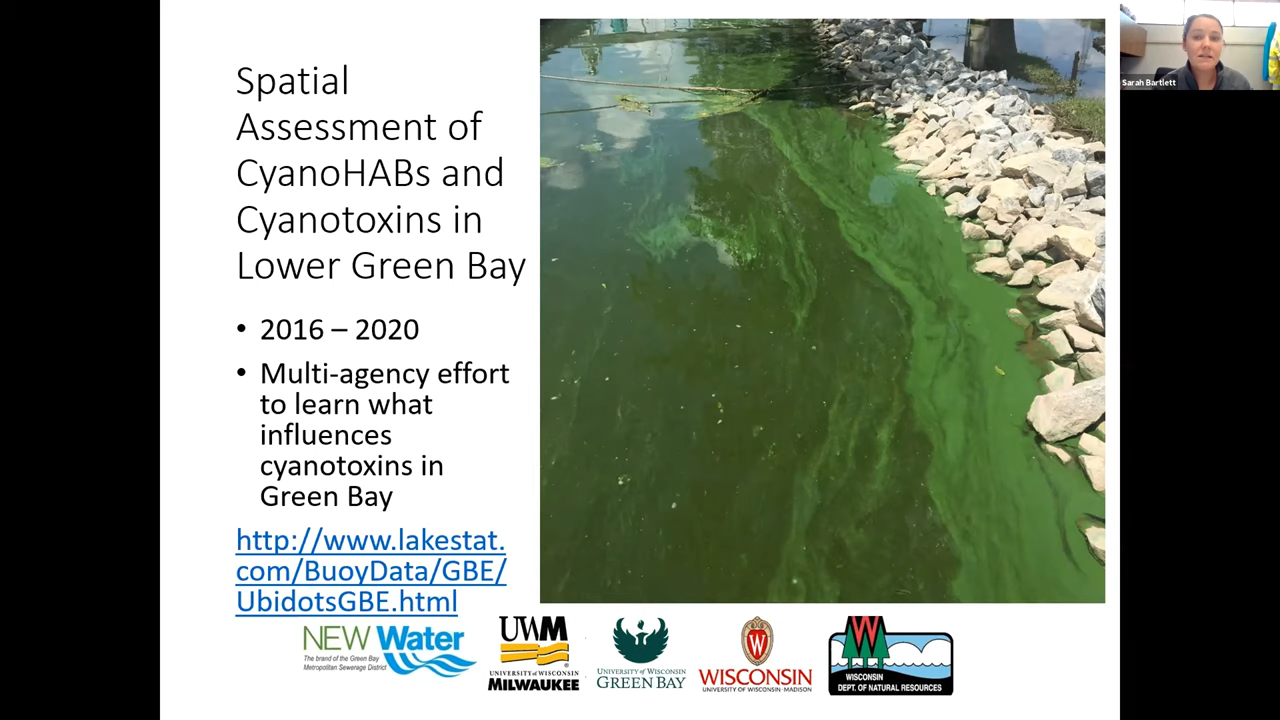 Spatial
Assessment of
CyanoHABs and
Cyanotoxins in
Lower Green Bay
• 2016 – 2020
• Multi-agency effort
to learn what
influences
cyanotoxins in
Green Bay
http://www.lakestat.
com/BuoyData/GBE/
UbidotsGBE.html
NEW Water
The brand of the Green Bay
Metropolitan Sewerage District
UWM
UNIVERSITY of WISCONSIN
MILWAUKEE
UNIVERSITY of WISCONSIN
GREEN BAY
W
WISCONSIN
UNIVERSITY OF WISCONSIN-MADISON
W
WISCONSIN
DEPT. OF NATURAL RESOURCES
Sarah Bartlett